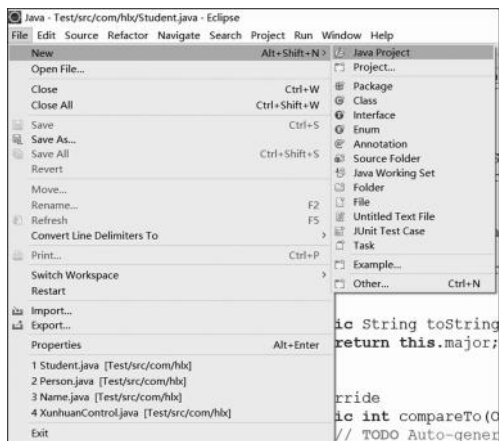 Java - Test/src/com/hlx/Student.java - Eclipse
File Edit Source Refactor Navigate Search Project Run Window Help
New Alt+Shift+N >
Open File...
Close Ctrl+W
Close All Ctrl+Shift+W
Save Ctrl+S
Save As...
Save All Ctrl+Shift+S
Revert
Move...
Rename... F2
Refresh F5
Convert Line Delimiters To >
Print... Ctrl+P
Switch Workspace >
Restart
Import...
Export...
Properties Alt+Enter
1 Student.java [Test/src/com/hlx]
2 Person.java [Test/src/com/hlx]
3 Name.java [Test/src/com/hlx]
4 XunhuanControl.java [Test/src/com/hlx]
Exit
Java Project
Project...
Package
Class
Interface
Enum
Annotation
Source Folder
Java Working Set
Folder
File
Untitled Text File
JUnit Test Case
Task
Example...
Other... Ctrl+N
ic String toString
return this.major;
rride
ic int compareTo(O
// TODO Auto-gener